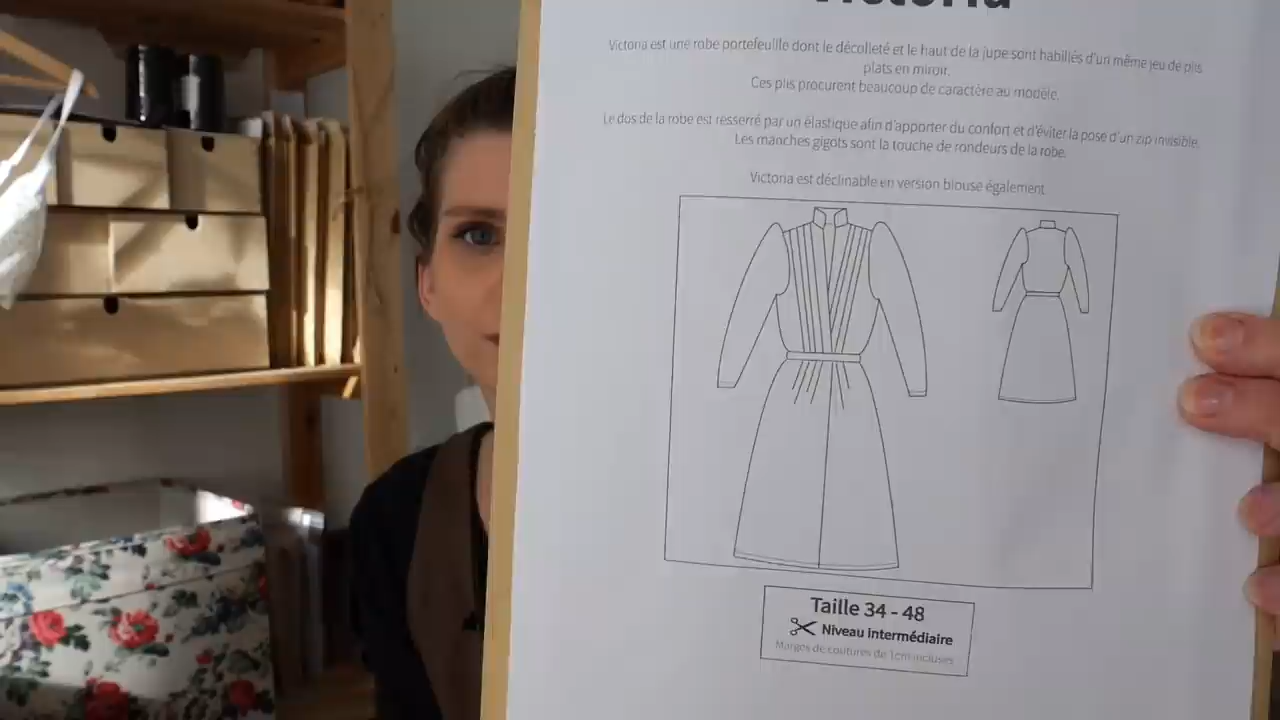 Victoria
Victoria est une robe portefeuille dont le décolleté et le haut de la jupe sont habillés d'un même jeu de plis
plats en miroir.
Ces plis procurent beaucoup de caractère au modèle.
Le dos de la robe est resserré par un élastique afin d'apporter du confort et d'éviter la pose d'un zip invisible.
Les manches gigots sont la touche de rondeurs de la robe.
Victoria est déclinable en version blouse également
Taille 34 - 48
Niveau intermédiaire
Marges de coutures de 1cm incluses